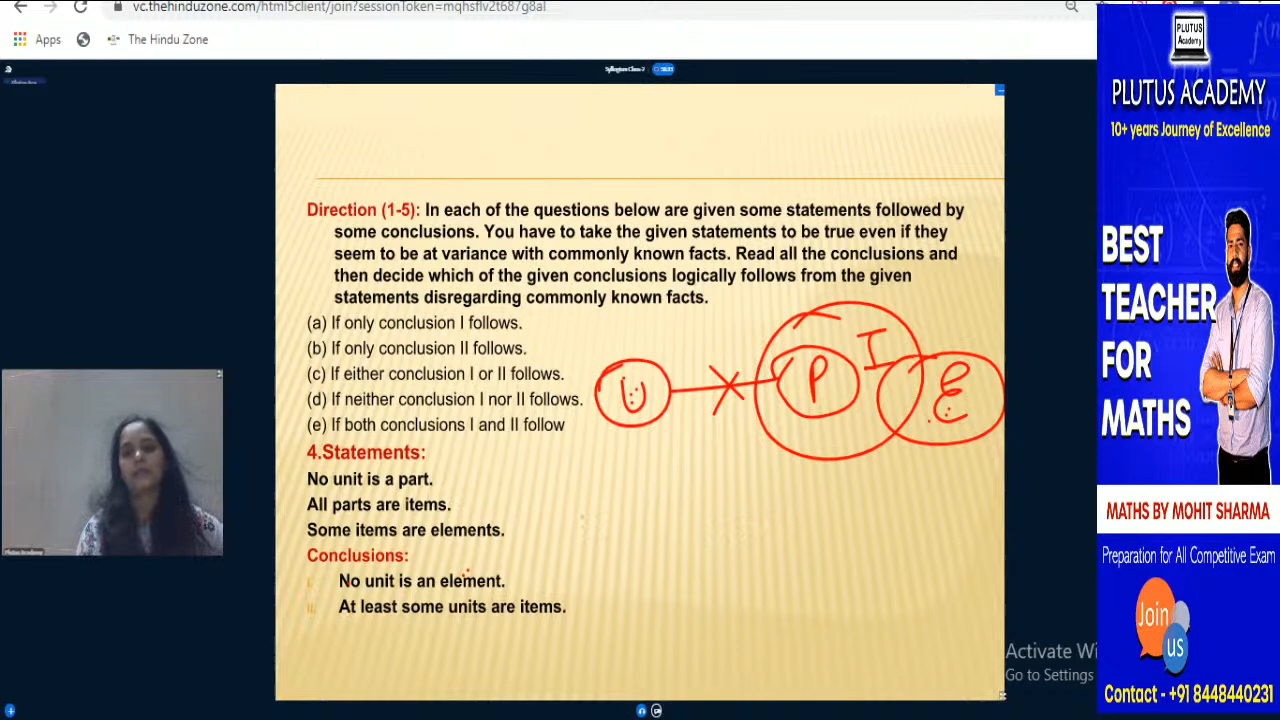 vc.thehinduzone.com/html5client/join?sessionToken=mqhsflv2t687g8al
Apps
The Hindu Zone
Syllogism Class-2
Direction (1-5): In each of the questions below are given some statements followed by
some conclusions. You have to take the given statements to be true even if they
seem to be at variance with commonly known facts. Read all the conclusions and
then decide which of the given conclusions logically follows from the given
statements disregarding commonly known facts.
(a) If only conclusion I follows.
(b) If only conclusion II follows.
(c) If either conclusion I or II follows.
(d) If neither conclusion I nor II follows.
(e) If both conclusions I and II follow
4.Statements:
No unit is a part.
All parts are items.
Some items are elements.
Conclusions:
I. No unit is an element.
II. At least some units are items.
U P I E
Plutus Academy
Activate Wi
Go to Settings
PLUTUS
Academy
PLUTUS ACADEMY
10+ years Journey of Excellence
BEST
TEACHER
FOR
MATHS
MATHS BY MOHIT SHARMA
Preparation for All Competitive Exam
Join
us
Contact - +91 8448440231